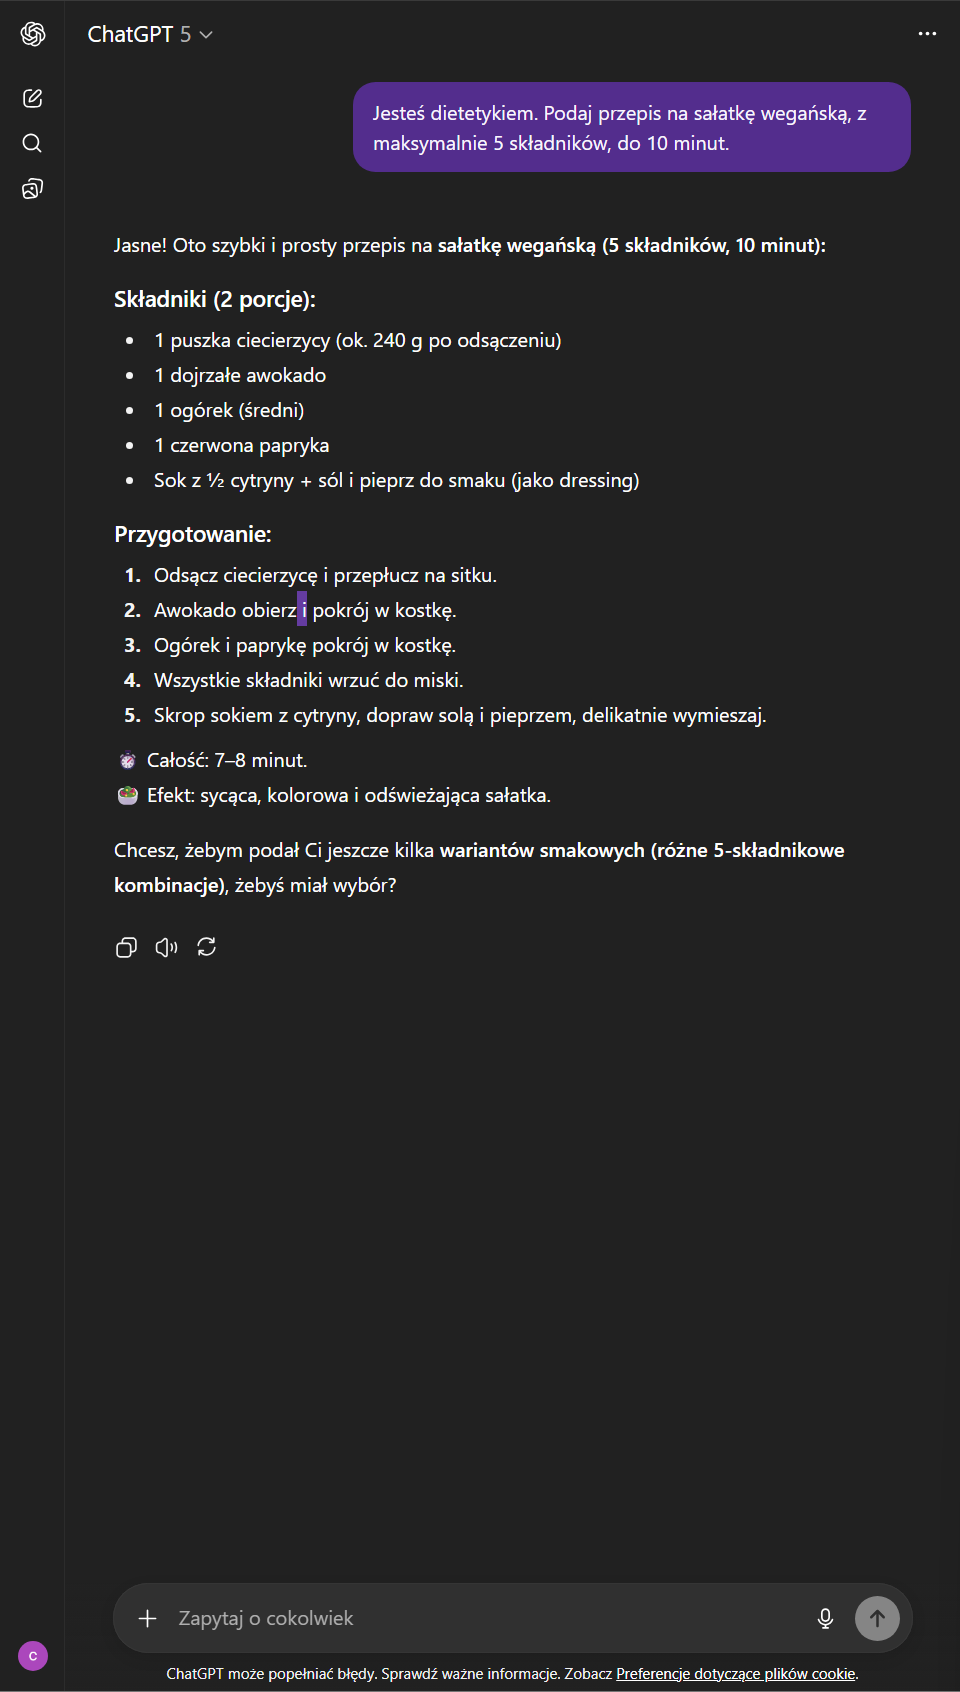 ChatGPT 5
Jesteś dietetykiem. Podaj przepis na sałatkę wegańską, z
maksymalnie 5 składników, do 10 minut.
Jasne! Oto szybki i prosty przepis na sałatkę wegańską (5 składników, 10 minut):
Składniki (2 porcje):
• 1 puszka ciecierzycy (ok. 240 g po odsączeniu)
• 1 dojrzałe awokado
• 1 ogórek (średni)
• 1 czerwona papryka
• Sok z ½ cytryny + sól i pieprz do smaku (jako dressing)
Przygotowanie:
1. Odsącz ciecierzycę i przepłucz na sitku.
2. Awokado obierz i pokrój w kostkę.
3. Ogórek i paprykę pokrój w kostkę.
4. Wszystkie składniki wrzuć do miski.
5. Skrop sokiem z cytryny, dopraw solą i pieprzem, delikatnie wymieszaj.
Całość: 7–8 minut.
Efekt: sycąca, kolorowa i odświeżająca sałatka.
Chcesz, żebym podał Ci jeszcze kilka wariantów smakowych (różne 5-składnikowe
kombinacje), żebyś miał wybór?
Zapytaj o cokolwiek
C
ChatGPT może popełniać błędy. Sprawdź ważne informacje. Zobacz Preferencje dotyczące plików cookie.